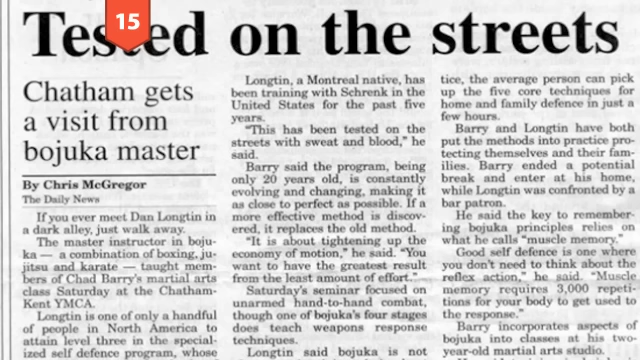 15
Tested on the streets
Chatham gets
a visit from
bojuka master
By Chris McGregor
The Daily News
If you ever meet Dan Longtin in
a dark alley, just walk away.
The master instructor in boju-
ka — a combination of boxing, ju-
jitsu and karate — taught mem-
bers of Chad Barry's martial arts
class Saturday at the Chatham-
Kent YMCA.
Longtin is one of only a handful
of people in North America to
attain level three in the special-
ized self defence program, whose
Longtin, a Montreal native, has
been training with Schrenk in the
United States for the past five
years.
"This has been tested on the
streets with sweat and blood," he
said.
Barry said the program, being
only 20 years old, is constantly
evolving and changing, making it
as close to perfect as possible. If a
more effective method is discov-
ered, it replaces the old method.
"It is about tightening up the
economy of motion," he said. "You
want to have the greatest result
from the least amount of effort."
Saturday's seminar focused on
unarmed hand-to-hand combat,
though one of bojuka's four stages
does teach weapons response
techniques.
Longtin said bojuka is not
tice, the average person can pick
up the five core techniques for
home and family defence in just a
few hours.
Barry and Longtin have both
put the methods into practice pro-
tecting themselves and their fam-
ilies. Barry ended a potential
break and enter at his home,
while Longtin was confronted by a
bar patron.
He said the key to remember-
ing bojuka principles relies on
what he calls "muscle memory."
Good self defence is one where
you don't need to think about the
reflex action," he said. "Muscle
memory requires 3,000 repeti-
tions for your body to get used to
the response."
Barry incorporates aspects of
bojuka into classes at his two
year-old martial arts studio.